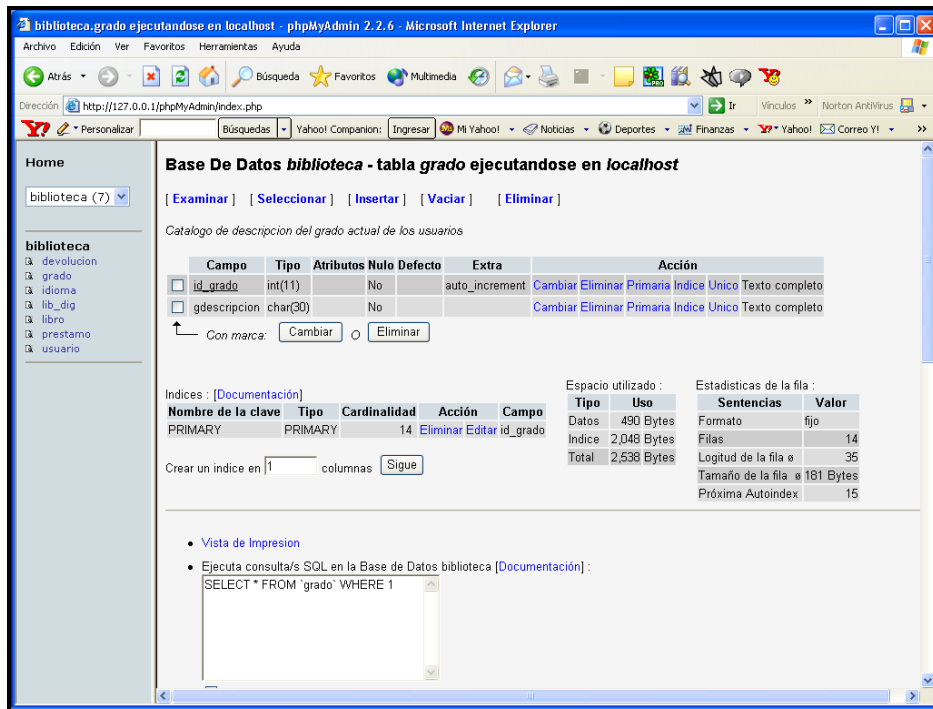 biblioteca.grado ejecutandose en localhost - phpMyAdmin 2.2.6 - Microsoft Internet Explorer
Archivo Edición Ver Favoritos Herramientas Ayuda
Atrás Búsqueda Favoritos Multimedia
Dirección http://127.0.0.1/phpMyAdmin/index.php Ir Vínculos » Norton AntiVirus
Y! Personalizar Búsquedas Yahoo! Companion: Ingresar Mi Yahoo! Noticias Deportes Finanzas Yahoo! Correo Y! »
Home
biblioteca (7)
biblioteca
devolucion
grado
idioma
lib_dig
libro
prestamo
usuario
Base De Datos biblioteca - tabla grado ejecutandose en localhost
[ Examinar ] [ Seleccionar ] [ Insertar ] [ Vaciar ] [ Eliminar ]
Catalogo de descripcion del grado actual de los usuarios
Campo Tipo Atributos Nulo Defecto Extra Acción
id_grado int(11) No auto_increment Cambiar Eliminar Primaria Indice Unico Texto completo
gdescripcion char(30) No Cambiar Eliminar Primaria Indice Unico Texto completo
Con marca: Cambiar O Eliminar
Indices : [Documentación]
Nombre de la clave Tipo Cardinalidad Acción Campo
PRIMARY PRIMARY 14 Eliminar Editar id_grado
Crear un indice en 1 columnas Sigue
Espacio utilizado :
Tipo Uso
Datos 490 Bytes
Indice 2,048 Bytes
Total 2,538 Bytes
Estadisticas de la fila :
Sentencias Valor
Formato fijo
Filas 14
Logitud de la fila ø 35
Tamaño de la fila ø 181 Bytes
Próxima Autoindex 15
Vista de Impresion
Ejecuta consulta/s SQL en la Base de Datos biblioteca [Documentación] :
SELECT * FROM `grado` WHERE 1